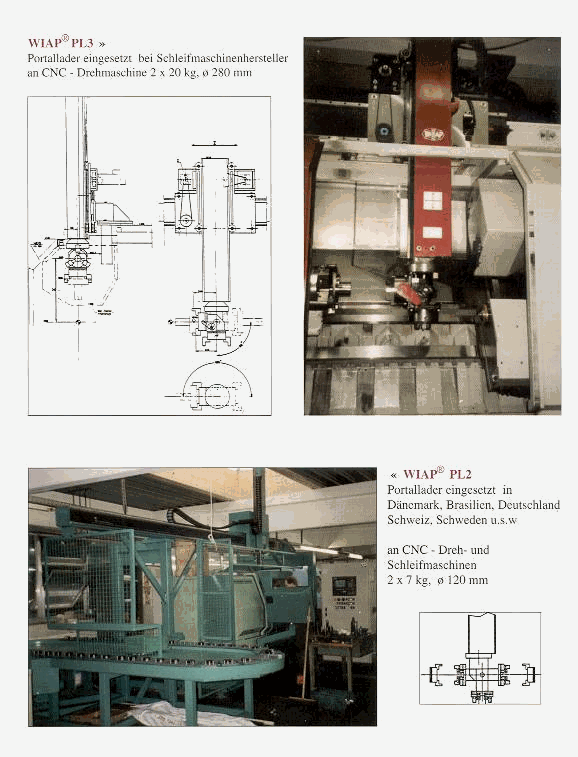 WIAP® PL3 »
Portallader eingesetzt bei Schleifmaschinenhersteller
an CNC - Drehmaschine 2 x 20 kg, ø 280 mm
WIAP
« WIAP® PL2
Portallader eingesetzt in
Dänemark, Brasilien, Deutschland
Schweiz, Schweden u.s.w
an CNC - Dreh- und
Schleifmaschinen
2 x 7 kg, ø 120 mm